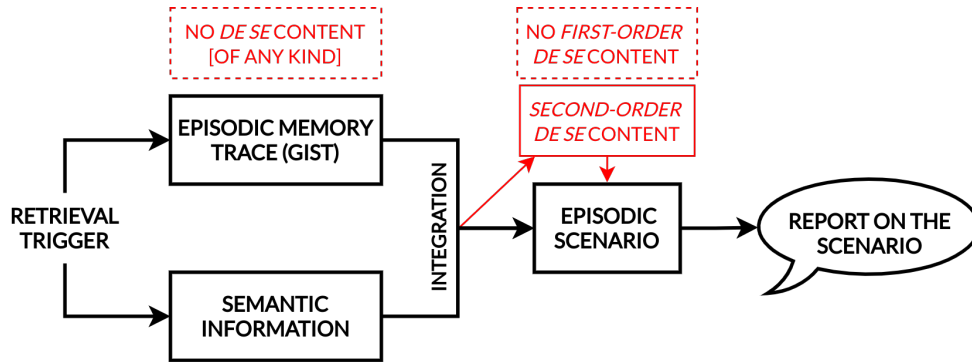 NO DE SE CONTENT
[OF ANY KIND]
NO FIRST-ORDER
DE SE CONTENT
SECOND-ORDER
DE SE CONTENT
EPISODIC MEMORY
TRACE (GIST)
RETRIEVAL
TRIGGER
INTEGRATION
EPISODIC
SCENARIO
REPORT ON THE
SCENARIO
SEMANTIC
INFORMATION